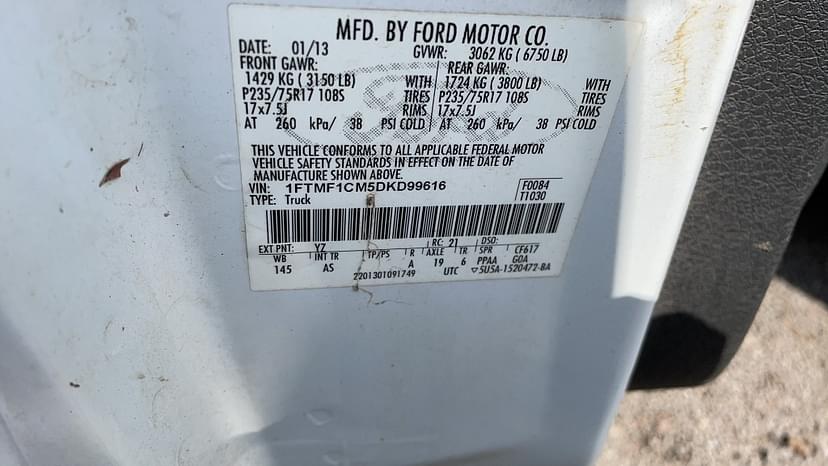 MFD. BY FORD MOTOR CO.
DATE: 01/13 GVWR: 3062 KG ( 6750 LB)
FRONT GAWR: REAR GAWR:
1429 KG ( 3150 LB) WITH 1724 KG ( 3800 LB) WITH
P235/75R17 108S TIRES P235/75R17 108S TIRES
17x7.5J RIMS 17x7.5J RIMS
AT 260 kPa/ 38 PSI COLD AT 260 kPa/ 38 PSI COLD
THIS VEHICLE CONFORMS TO ALL APPLICABLE FEDERAL MOTOR
VEHICLE SAFETY STANDARDS IN EFFECT ON THE DATE OF
MANUFACTURE SHOWN ABOVE.
VIN: 1FTMF1CM5DKD99616 F0084
TYPE: Truck T1030
EXT PNT: YZ RC: 21 DSO:
WB INT TR TP/PS R AXLE TR SPR CF617
145 AS A 19 6 PPAA GOA
220130T091749 UTC ▽5U5A-1520472-BA